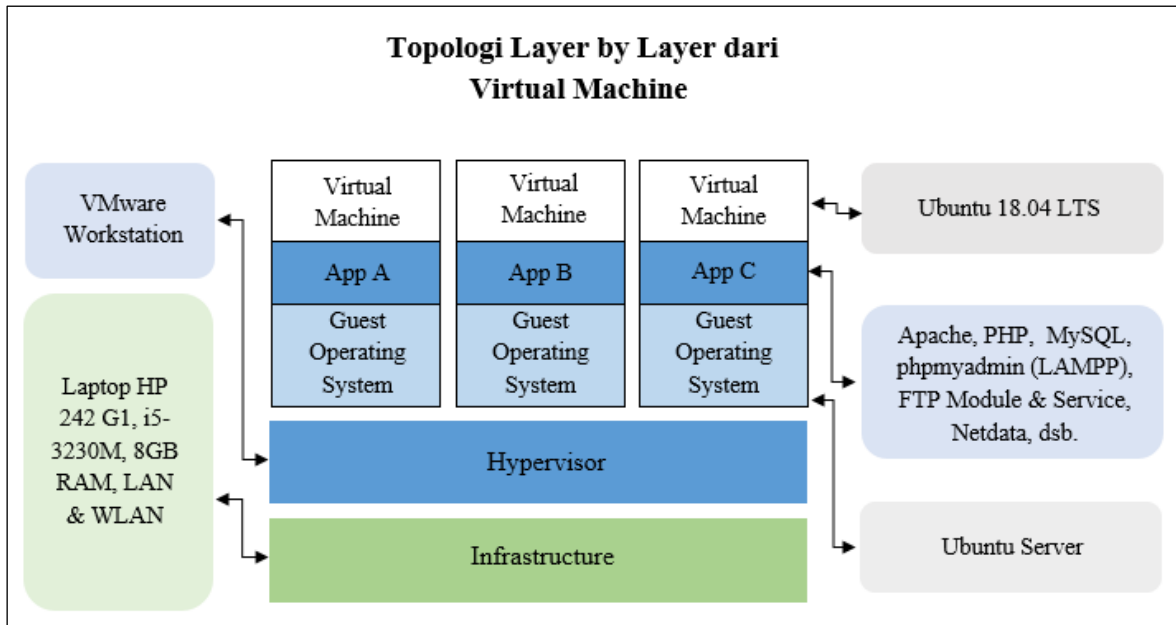 Topologi Layer by Layer dari
Virtual Machine
VMware
Workstation
Laptop HP
242 G1, i5-
3230M, 8GB
RAM, LAN
& WLAN
Virtual
Machine
App A
Guest
Operating
System
Virtual
Machine
App B
Guest
Operating
System
Virtual
Machine
App C
Guest
Operating
System
Hypervisor
Infrastructure
Ubuntu 18.04 LTS
Apache, PHP, MySQL,
phpmyadmin (LAMPP),
FTP Module & Service,
Netdata, dsb.
Ubuntu Server